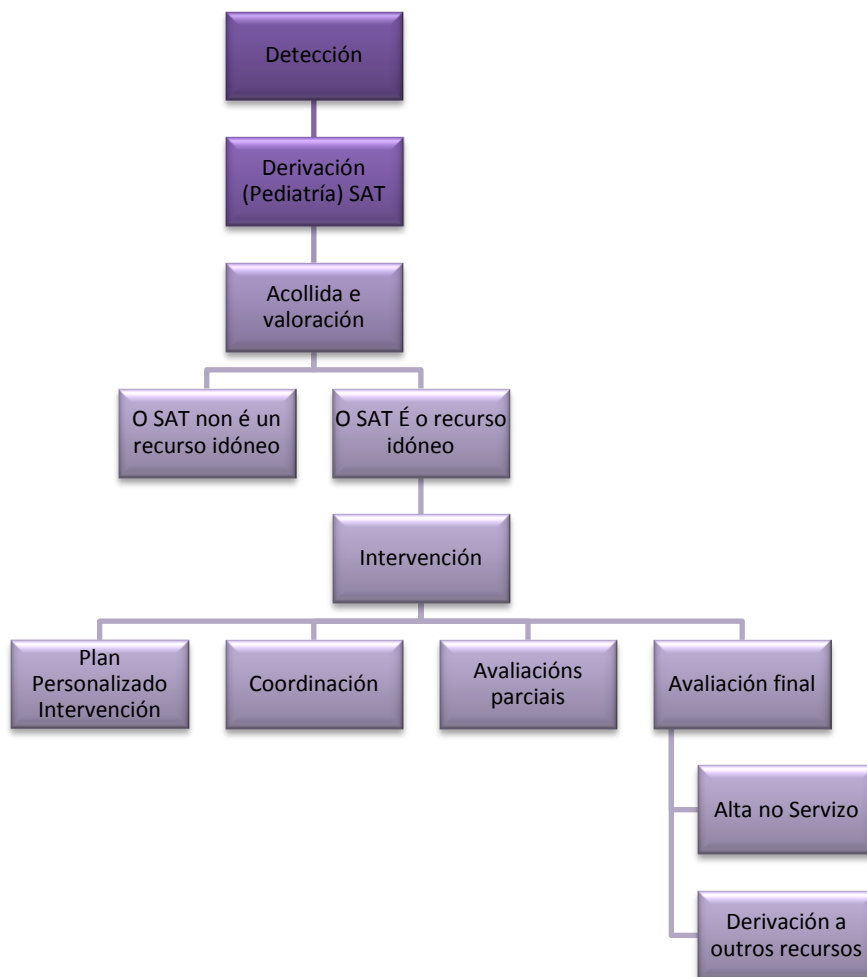 Detección
Derivación
(Pediatría) SAT
Acollida e
valoración
O SAT non é un
recurso idóneo
O SAT É o recurso
idóneo
Intervención
Plan
Personalizado
Intervención
Coordinación
Avaliacións
parciais
Avaliación final
Alta no Servizo
Derivación a
outros recursos